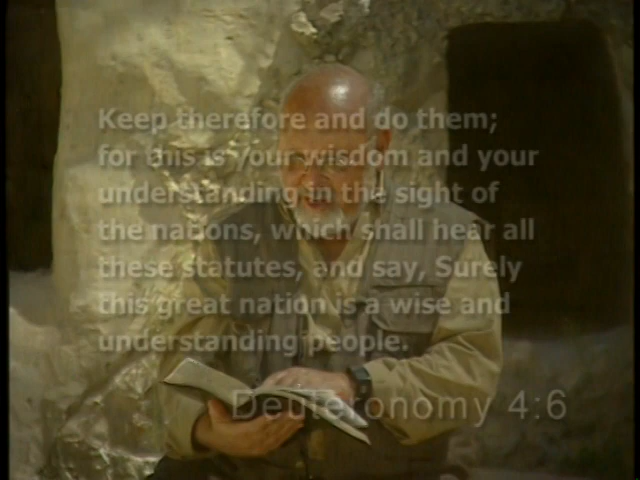 Keep therefore and do them;
for this is your wisdom and your
understanding in the sight of
the nations, which shall hear all
these statutes, and say, Surely
this great nation is a wise and
understanding people.
Deuteronomy 4:6